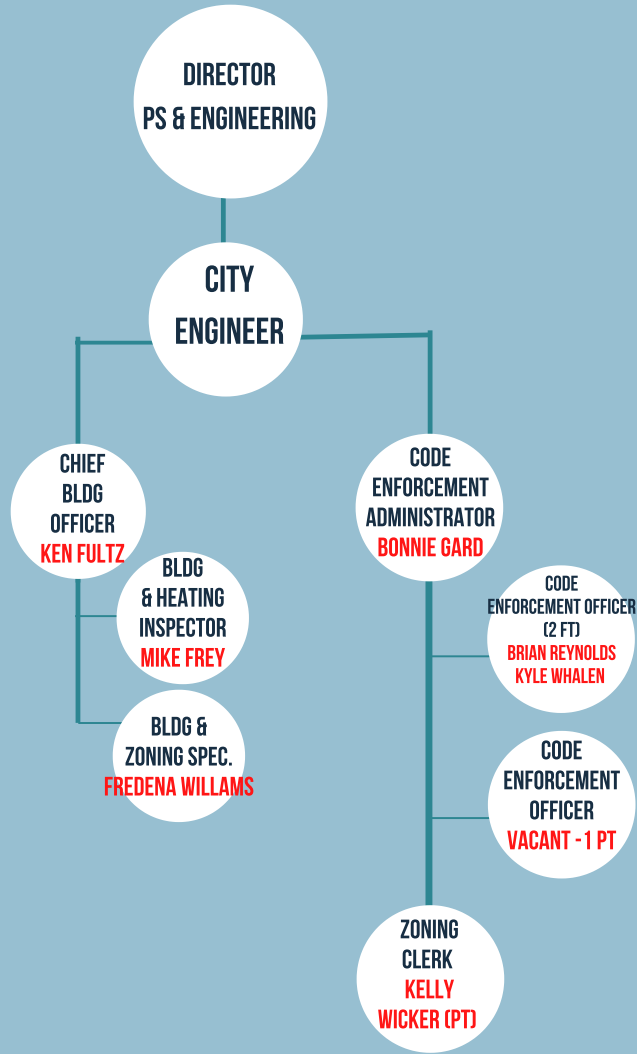 DIRECTOR
PS & ENGINEERING
CITY
ENGINEER
CHIEF
BLDG
OFFICER
KEN FULTZ
BLDG
& HEATING
INSPECTOR
MIKE FREY
BLDG &
ZONING SPEC.
FREDENA WILLAMS
CODE
ENFORCEMENT
ADMINISTRATOR
BONNIE GARD
CODE
ENFORCEMENT OFFICER
(2 FT)
BRIAN REYNOLDS
KYLE WHALEN
CODE
ENFORCEMENT
OFFICER
VACANT -1 PT
ZONING
CLERK
KELLY
WICKER (PT)